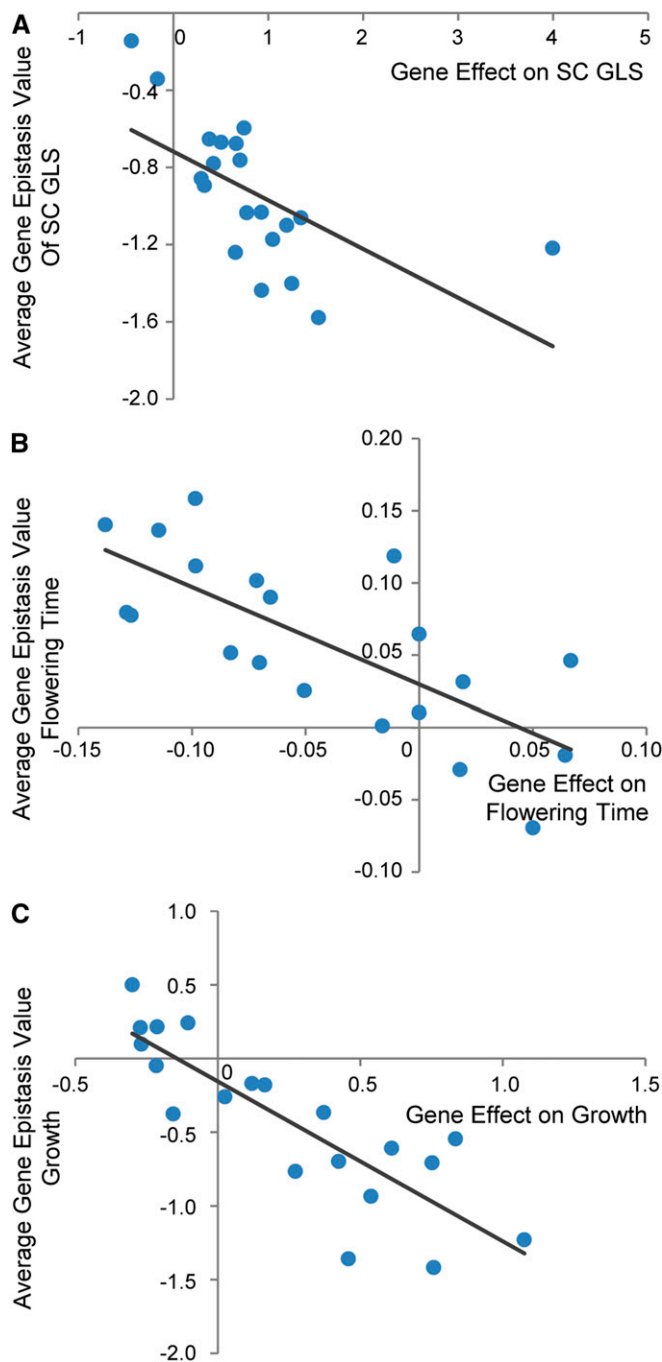 A
-1 0 1 2 3 4 5
Gene Effect on SC GLS
-0.4
-0.8
-1.2
-1.6
-2.0
Average Gene Epistasis Value
Of SC GLS
B
0.20
0.15
0.10
0.05
-0.15 -0.10 -0.05 0 0.05 0.10
Gene Effect on
Flowering Time
-0.05
-0.10
Average Gene Epistasis Value
Flowering Time
C
1.0
0.5
-0.5 0 0.5 1.0 1.5
Gene Effect on Growth
-0.5
-1.0
-1.5
-2.0
Average Gene Epistasis Value
Growth